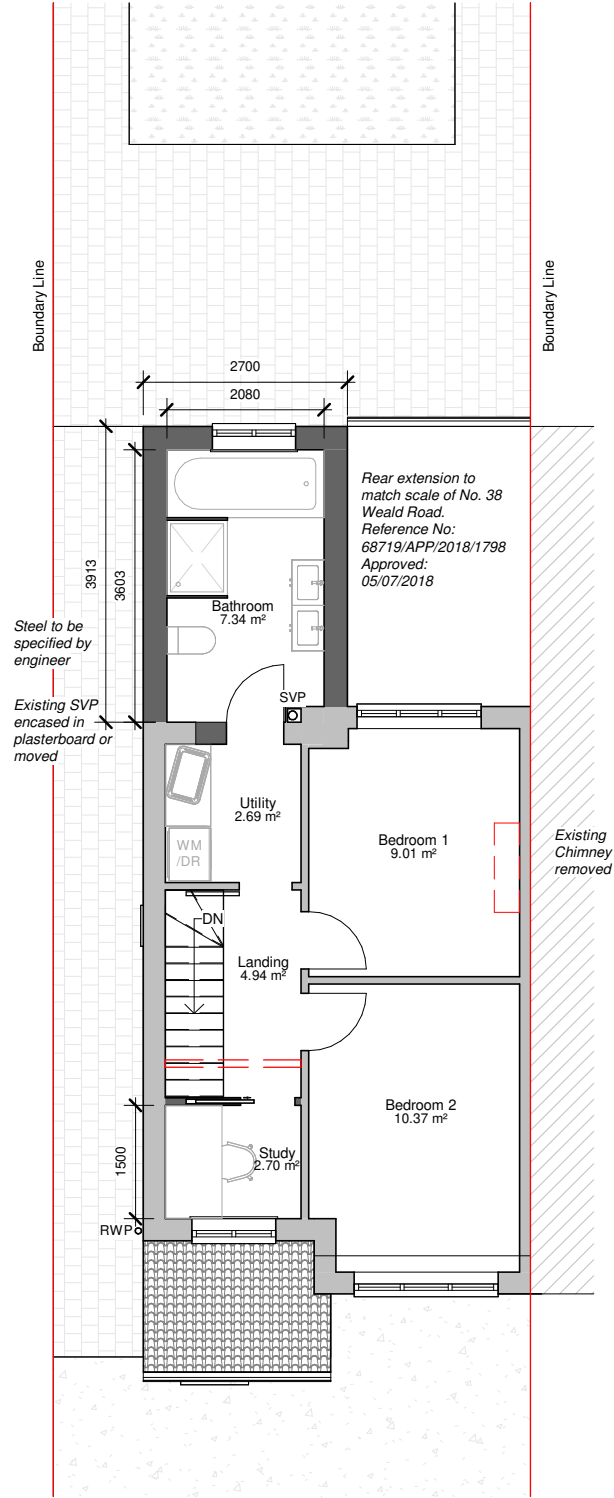 Boundary Line
Boundary Line
2700
2080
3913
3603
Rear extension to
match scale of No. 38
Weald Road.
Reference No:
68719/APP/2018/1798
Approved:
05/07/2018
Bathroom
7.34 m²
Steel to be
specified by
engineer
Existing SVP
encased in
plasterboard or
moved
SVP
Utility
2.69 m²
WM
/DR
Bedroom 1
9.01 m²
Existing
Chimney
removed
DN
Landing
4.94 m²
Bedroom 2
10.37 m²
1500
Study
2.70 m²
RWP